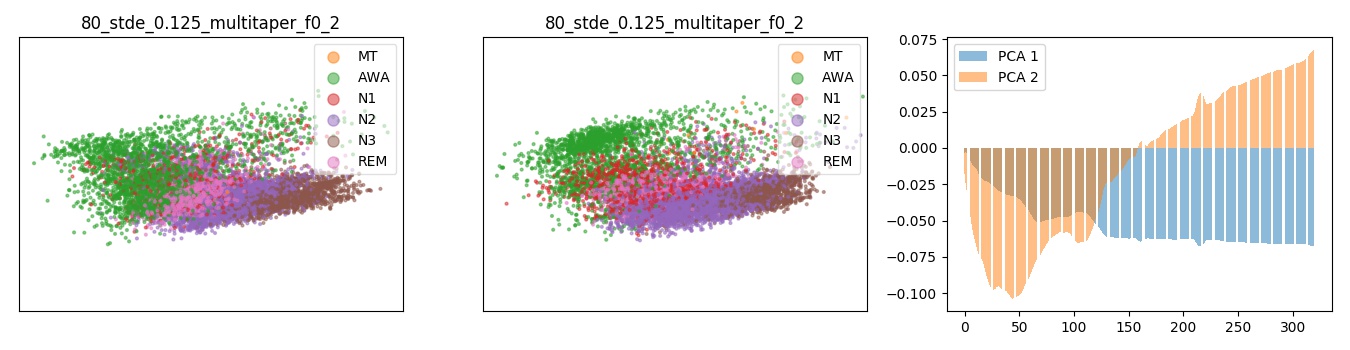 80_stde_0.125_multitaper_f0_2
MT
AWA
N1
N2
N3
REM
80_stde_0.125_multitaper_f0_2
MT
AWA
N1
N2
N3
REM
PCA 1
PCA 2
0.075
0.050
0.025
0.000
−0.025
−0.050
−0.075
−0.100
0 50 100 150 200 250 300